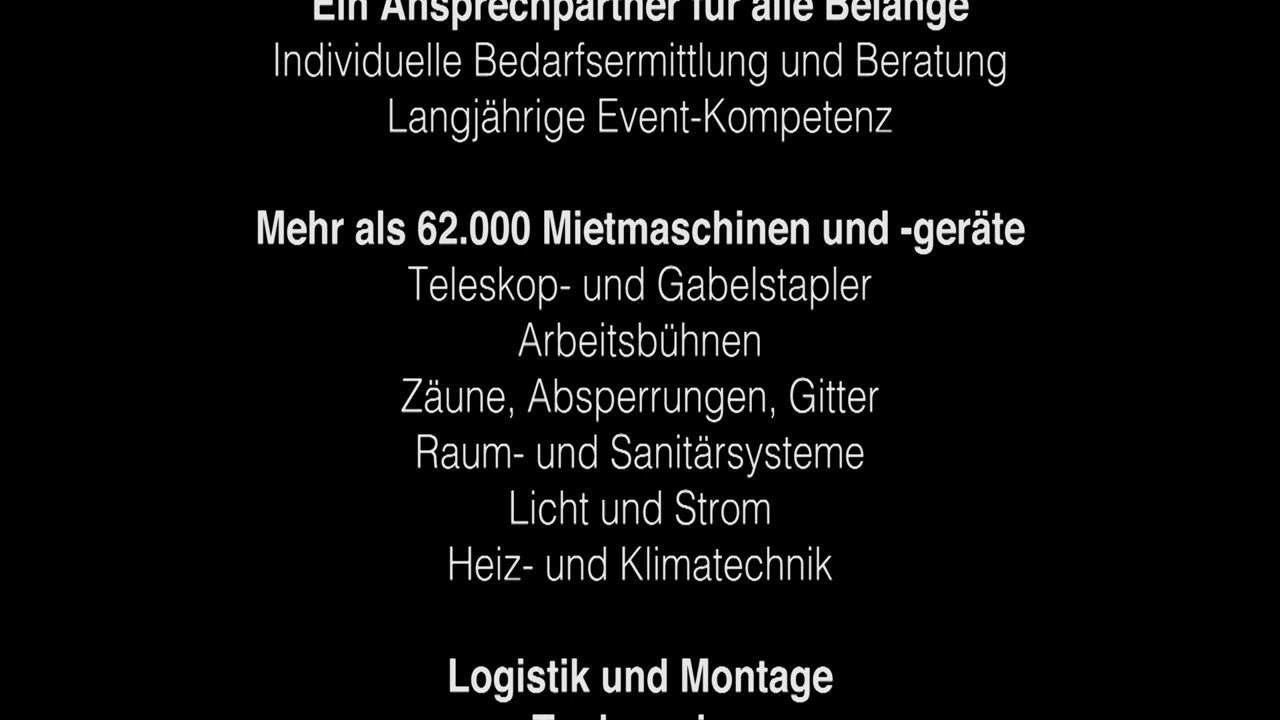 Ein Ansprechpartner für alle Belange
Individuelle Bedarfsermittlung und Beratung
Langjährige Event-Kompetenz
Mehr als 62.000 Mietmaschinen und -geräte
Teleskop- und Gabelstapler
Arbeitsbühnen
Zäune, Absperrungen, Gitter
Raum- und Sanitärsysteme
Licht und Strom
Heiz- und Klimatechnik
Logistik und Montage